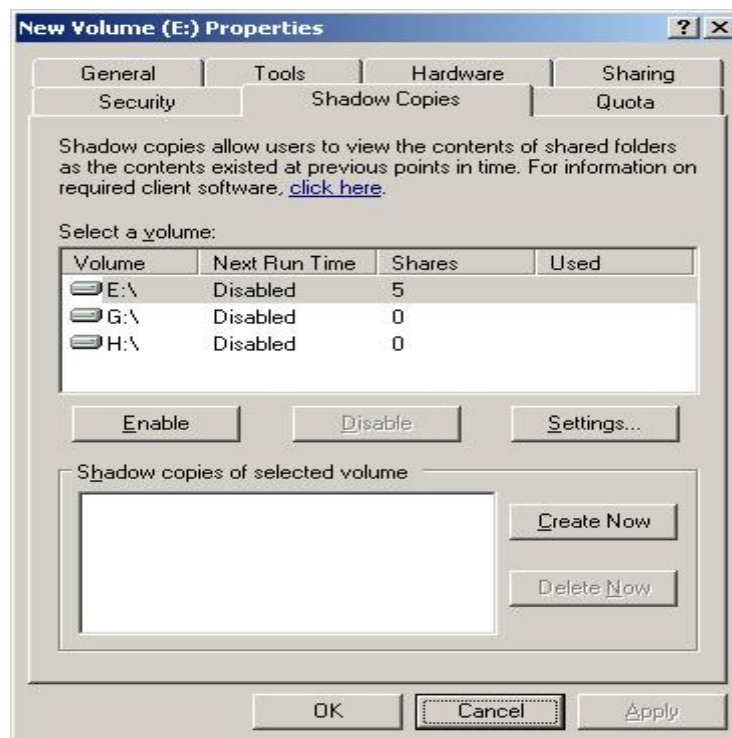 New Volume (E:) Properties
? X
General Tools Hardware Sharing
Security Shadow Copies Quota
Shadow copies allow users to view the contents of shared folders
as the contents existed at previous points in time. For information on
required client software, click here.
Select a volume:
Volume Next Run Time Shares Used
E:\ Disabled 5
G:\ Disabled 0
H:\ Disabled 0
Enable Disable Settings...
Shadow copies of selected volume
Create Now
Delete Now
OK Cancel Apply